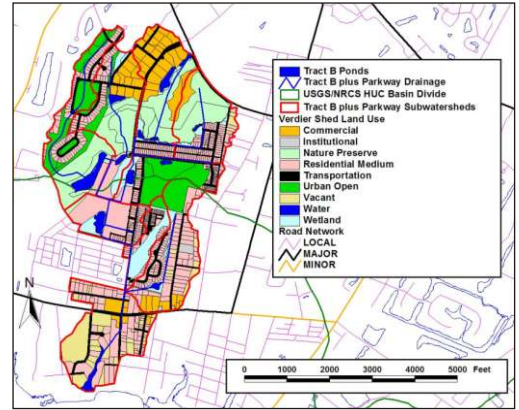 Tract B Ponds
Tract B plus Parkway Drainage
USGS/NRCS HUC Basin Divide
Tract B plus Parkway Subwatersheds
Verdier Shed Land Use
Commercial
Institutional
Nature Preserve
Residential Medium
Transportation
Urban Open
Vacant
Water
Wetland
Road Network
LOCAL
MAJOR
MINOR
N
0 1000 2000 3000 4000 5000 Feet